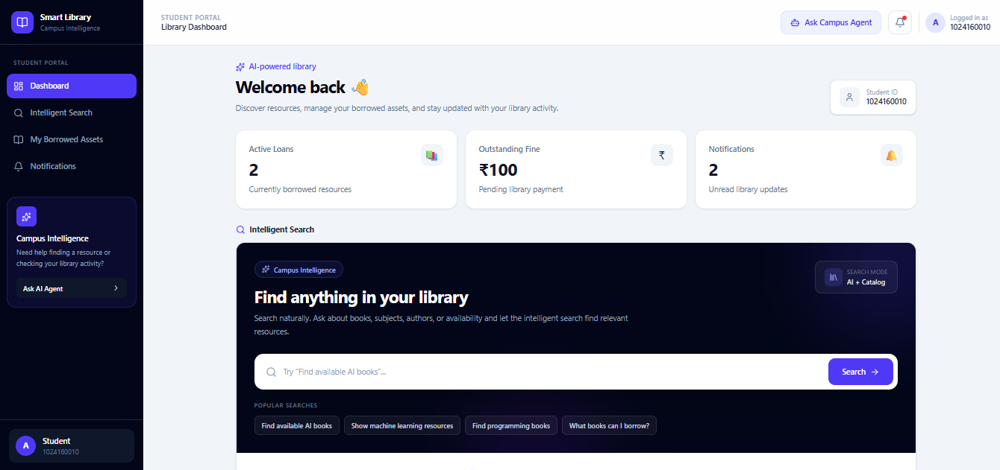 Smart Library
Campus Intelligence
STUDENT PORTAL
Dashboard
Intelligent Search
My Borrowed Assets
Notifications
Campus Intelligence
Need help finding a resource or
checking your library activity?
Ask AI Agent
A
Student
1024160010
STUDENT PORTAL
Library Dashboard
Ask Campus Agent
A
Logged in as
1024160010
AI-powered library
Welcome back 👋
Discover resources, manage your borrowed assets, and stay updated with your library activity.
Student ID
1024160010
Active Loans
2
Currently borrowed resources
Outstanding Fine
₹
₹100
Pending library payment
Notifications
2
Unread library updates
Intelligent Search
Campus Intelligence
SEARCH MODE
AI + Catalog
Find anything in your library
Search naturally. Ask about books, subjects, authors, or availability and let the intelligent search find relevant
resources.
Try "Find available AI books"...
Search →
POPULAR SEARCHES
Find available AI books
Show machine learning resources
Find programming books
What books can I borrow?